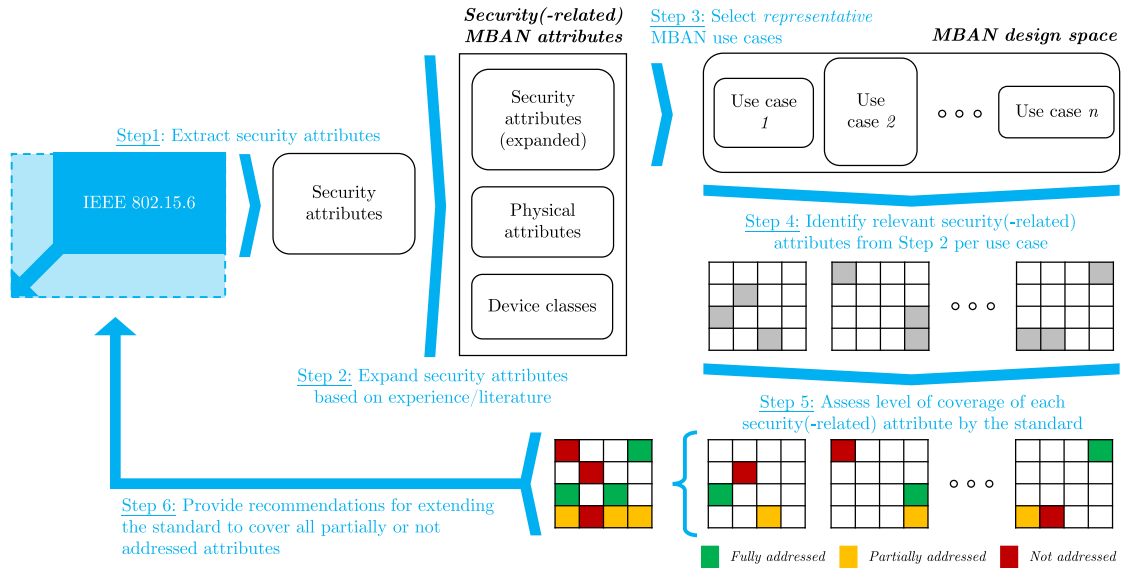 Step1: Extract security attributes
IEEE 802.15.6
Security
attributes
Security(-related)
MBAN attributes
Security
attributes
(expanded)
Physical
attributes
Device classes
Step 2: Expand security attributes
based on experience/literature
Step 3: Select representative
MBAN use cases
MBAN design space
Use case
1
Use
case 2
Use case n
Step 4: Identify relevant security(-related)
attributes from Step 2 per use case
Step 5: Assess level of coverage of each
security(-related) attribute by the standard
Step 6: Provide recommendations for extending
the standard to cover all partially or not
addressed attributes
Fully addressed
Partially addressed
Not addressed